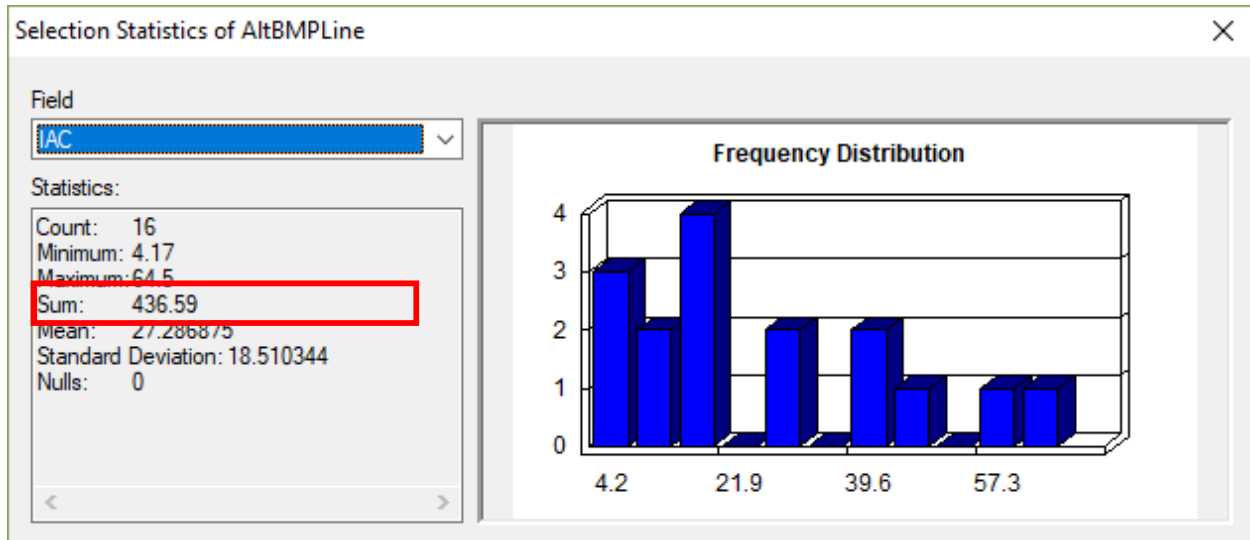 Selection Statistics of AltBMPLine
Field
IAC
Statistics:
Count: 16
Minimum: 4.17
Maximum: 64.5
Sum: 436.59
Mean: 27.286875
Standard Deviation: 18.510344
Nulls: 0
Frequency Distribution
4
3
2
1
0
4.2 21.9 39.6 57.3